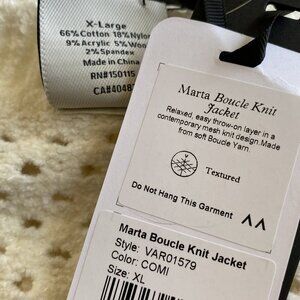 X-Large
66% Cotton 18% Nylon
9% Acrylic 5% Wool
2% Spandex
Made in China
RN#150115
CA#4048
Marta Boucle Knit
Jacket
Relaxed, easy throw-on layer in a
contemporary mesh knit design. Made
from soft Boucle Yarn.
Textured
Do Not Hang This Garment
Marta Boucle Knit Jacket
Style: VAR01579
Color: COMI
Size: XL